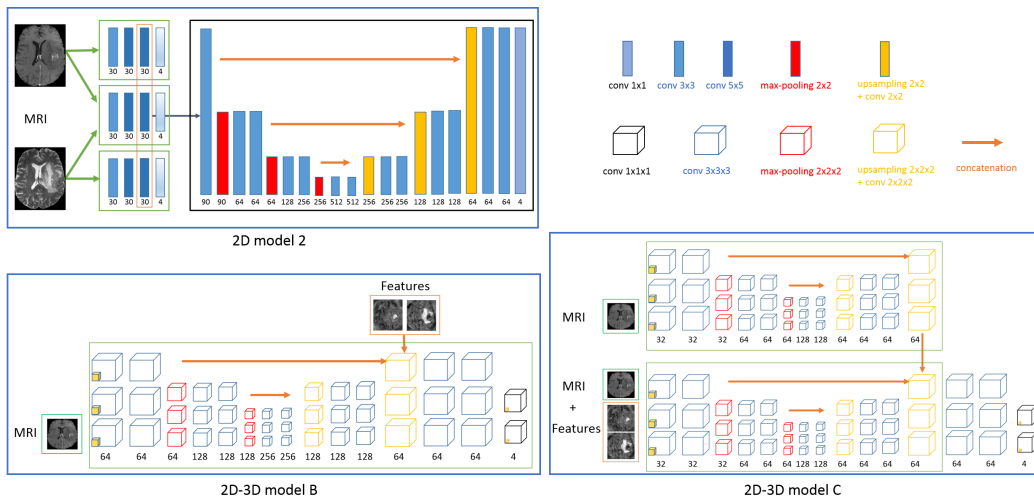 MRI
30 30 30 4
30 30 30 4
30 30 30 4
90 90 64 64 64 128 256 256 512 512 256 256 256 128 128 128 64 64 64 4
2D model 2
conv 1x1
conv 3x3
conv 5x5
max-pooling 2x2
upsampling 2x2
+ conv 2x2
conv 1x1x1
conv 3x3x3
max-pooling 2x2x2
upsampling 2x2x2
+ conv 2x2x2
concatenation
Features
MRI
64 64 64 128 128 128 256 256 128 128 128 64 64 64 4
2D-3D model B
MRI
32 32 32 64 64 64 128 128 64 64 64 64
MRI
+
Features
32 32 32 64 64 64 128 128 64 64 64 64 64 64 4
2D-3D model C